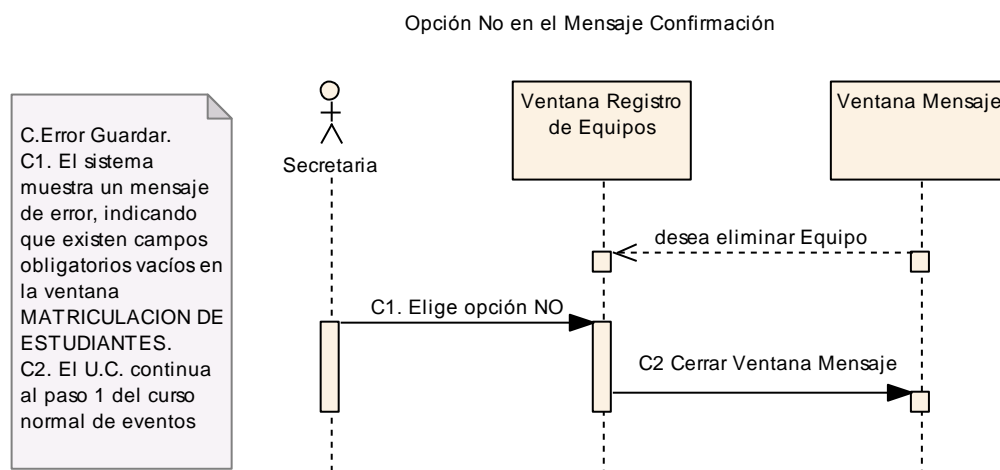 Opción No en el Mensaje Confirmación
C.Error Guardar.
C1. El sistema
muestra un mensaje
de error, indicando
que existen campos
obligatorios vacíos en
la ventana
MATRICULACION DE
ESTUDIANTES.
C2. El U.C. continua
al paso 1 del curso
normal de eventos
Secretaria
Ventana Registro
de Equipos
Ventana Mensaje
desea eliminar Equipo
C1. Elige opción NO
C2 Cerrar Ventana Mensaje